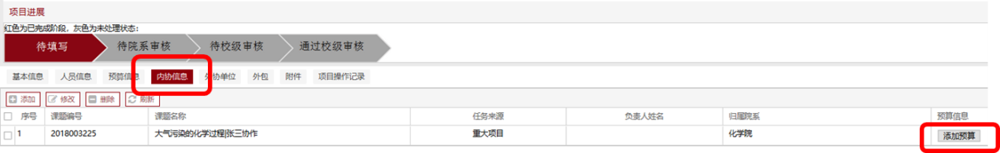 项目进展
红色为已完成阶段，灰色为未处理状态：
待填写 待院系审核 待校级审核 通过校级审核
基本信息 人员信息 预算信息 内协信息 外协单位 外包 附件 项目操作记录
添加 修改 删除 刷新
序号 课题编号 课题名称 任务来源 负责人姓名 归属院系 预算信息
1 2018003225 大气污染的化学过程|张三协作 重大项目 化学院 添加预算